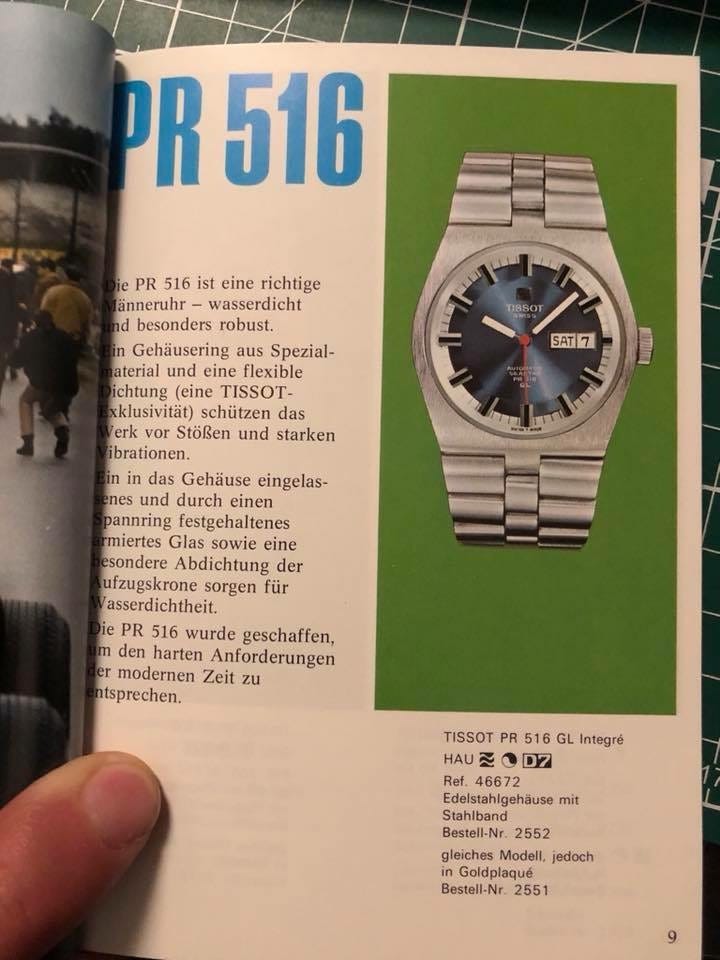 PR 516
Die PR 516 ist eine richtige
Männeruhr – wasserdicht
und besonders robust.
Ein Gehäusering aus Spezial-
material und eine flexible
Dichtung (eine TISSOT-
Exklusivität) schützen das
Werk vor Stößen und starken
Vibrationen.
Ein in das Gehäuse eingelas-
senes und durch einen
Spannring festgehaltenes
armiertes Glas sowie eine
besondere Abdichtung der
Aufzugskrone sorgen für
Wasserdichtheit.
Die PR 516 wurde geschaffen,
um den harten Anforderungen
der modernen Zeit zu
entsprechen.
TISSOT
SWISS
SAT 7
AUTOMATIC
SEASTAR
PR 516
GL
TISSOT PR 516 GL Integré
HAU D7
Ref. 46672
Edelstahlgehäuse mit
Stahlband
Bestell-Nr. 2552
gleiches Modell, jedoch
in Goldplaqué
Bestell-Nr. 2551
9